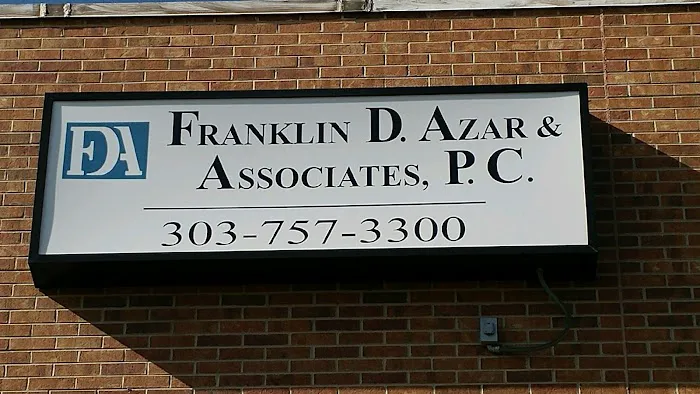 FDA
FRANKLIN D. AZAR &
ASSOCIATES, P.C.
303-757-3300